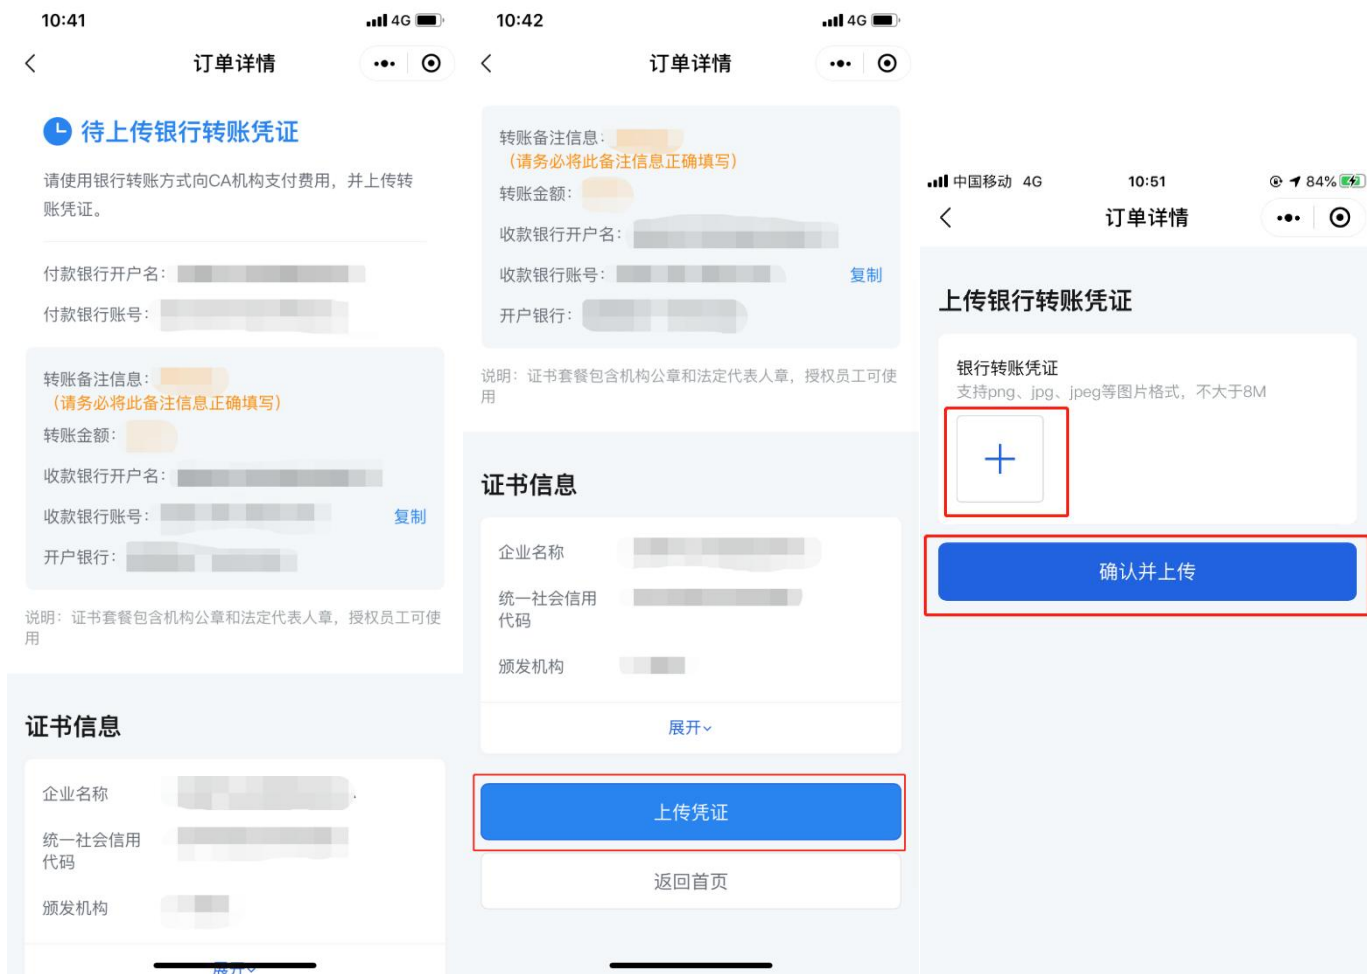 10:41
4G
订单详情
待上传银行转账凭证
请使用银行转账方式向CA机构支付费用，并上传转
账凭证。
付款银行开户名：
付款银行账号：
转账备注信息：
（请务必将此备注信息正确填写）
转账金额：
收款银行开户名：
收款银行账号：
复制
开户银行：
说明：证书套餐包含机构公章和法定代表人章，授权员工可使
用
证书信息
企业名称
统一社会信用
代码
颁发机构
展开
10:42
4G
订单详情
转账备注信息：
（请务必将此备注信息正确填写）
转账金额：
收款银行开户名：
收款银行账号：
复制
开户银行：
说明：证书套餐包含机构公章和法定代表人章，授权员工可使
用
证书信息
企业名称
统一社会信用
代码
颁发机构
展开
上传凭证
返回首页
中国移动 4G
10:51
84%
订单详情
上传银行转账凭证
银行转账凭证
支持png、jpg、jpeg等图片格式，不大于8M
确认并上传